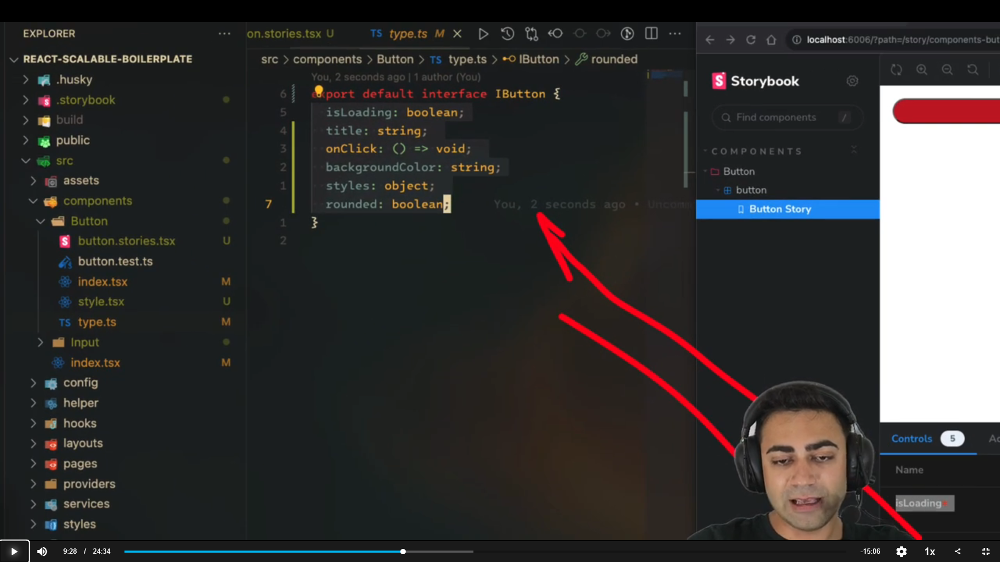 EXPLORER
REACT-SCALABLE-BOILERPLATE
.husky
.storybook
build
public
src
assets
components
Button
button.stories.tsx U
button.test.ts
index.tsx M
style.tsx U
TS type.ts M
Input
index.tsx M
config
helper
hooks
layouts
pages
providers
services
styles
on.stories.tsx U
TS type.ts M
src > components > Button > TS type.ts > IButton > rounded
You, 2 seconds ago | 1 author (You)
6 export default interface IButton {
5 isLoading: boolean;
4 title: string;
3 onClick: () => void;
2 backgroundColor: string;
1 styles: object;
7 rounded: boolean; You, 2 seconds ago • Uncomm
1 }
2
localhost:6006/?path=/story/components-but
S Storybook
Find components /
COMPONENTS
Button
button
Button Story
Controls 5 Ac
Name
isLoading*
9:28 / 24:34
-15:06
1x